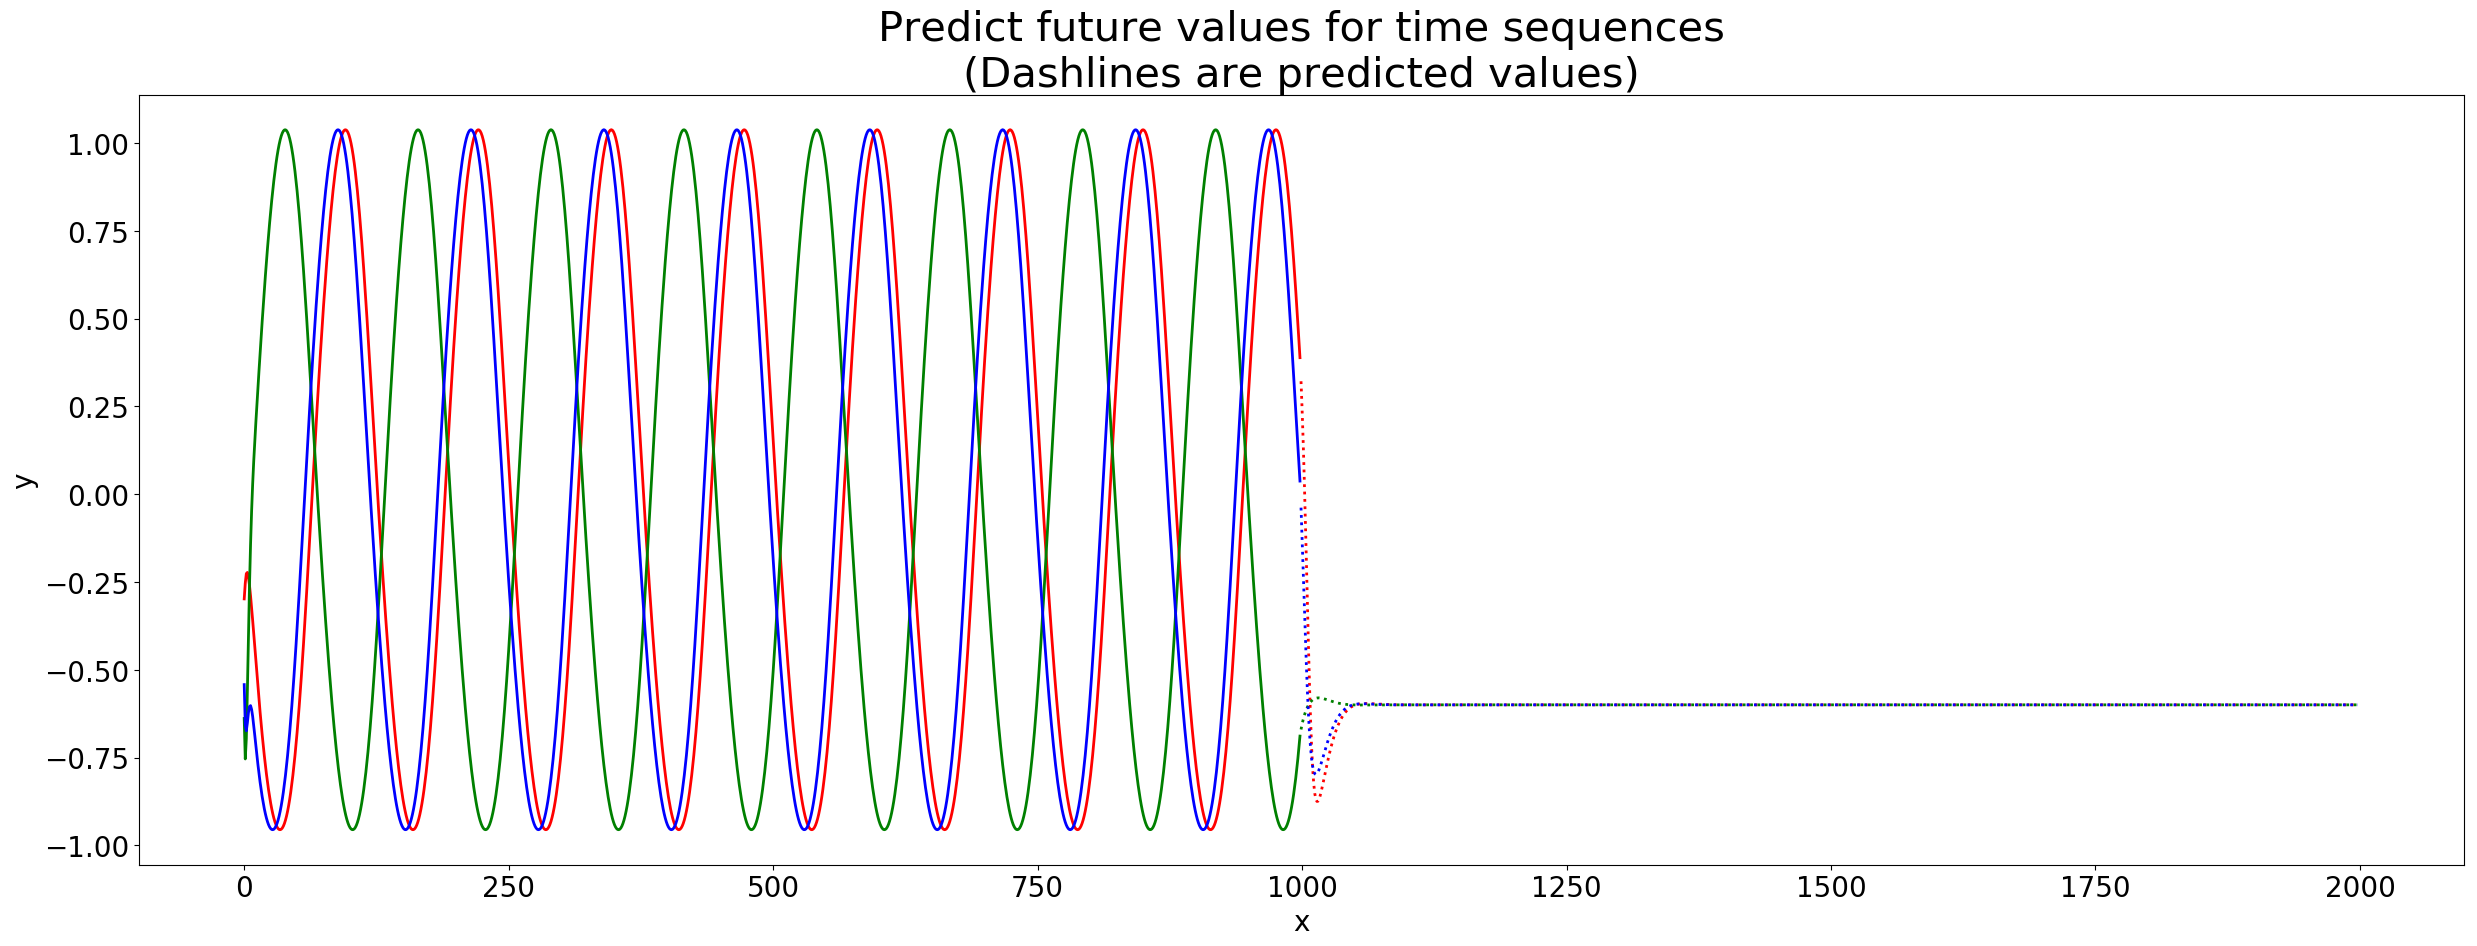 Predict future values for time sequences
(Dashlines are predicted values)
1.00
0.75
0.50
0.25
0.00
−0.25
−0.50
−0.75
−1.00
y
0 250 500 750 1000 1250 1500 1750 2000
x